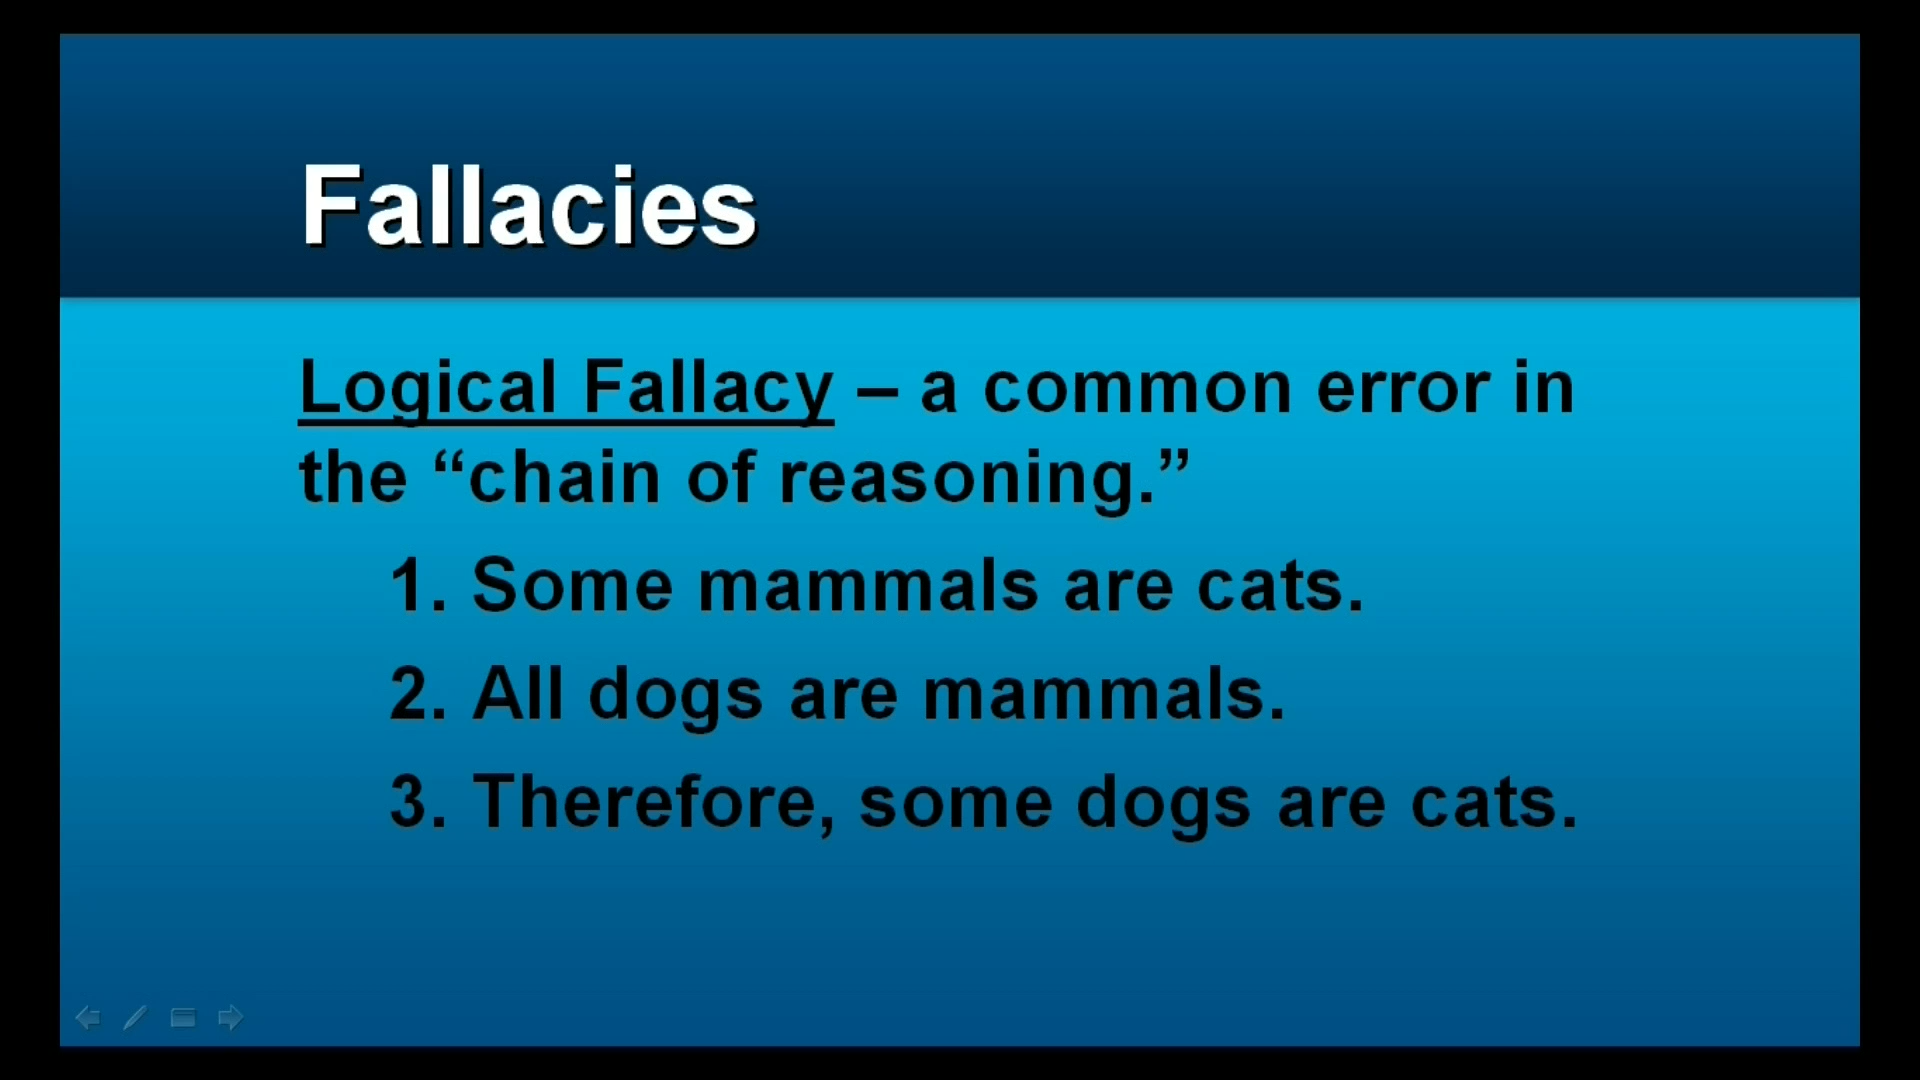 Fallacies
Logical Fallacy – a common error in
the “chain of reasoning.”
1. Some mammals are cats.
2. All dogs are mammals.
3. Therefore, some dogs are cats.